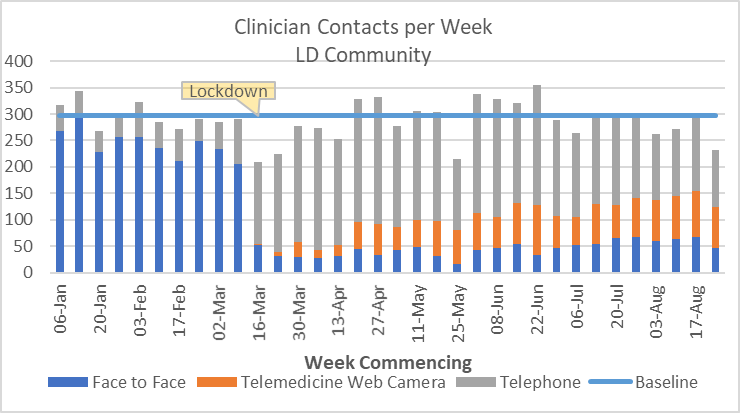 Clinician Contacts per Week
LD Community
400
350
300
250
200
150
100
50
0
Lockdown
06-Jan
20-Jan
03-Feb
17-Feb
02-Mar
16-Mar
30-Mar
13-Apr
27-Apr
11-May
25-May
08-Jun
22-Jun
06-Jul
20-Jul
03-Aug
17-Aug
Week Commencing
Face to Face Telemedicine Web Camera Telephone Baseline